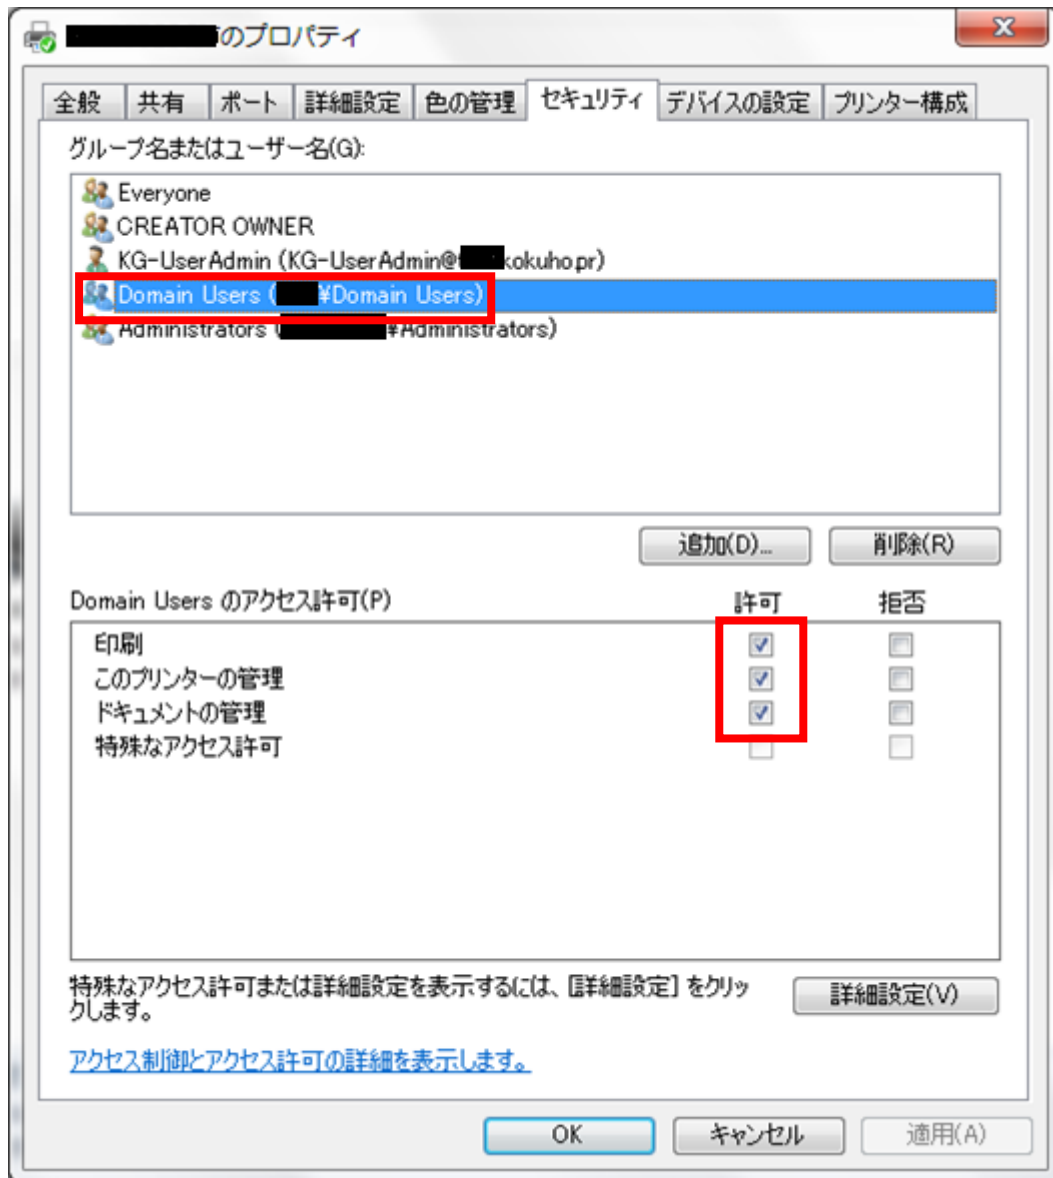 のプロパティ
全般 共有 ポート 詳細設定 色の管理 セキュリティ デバイスの設定 プリンター構成
グループ名またはユーザー名(G):
Everyone
CREATOR OWNER
KG-UserAdmin (KG-UserAdmin@ kokuho.pr)
Domain Users ( ¥Domain Users)
Administrators ( ¥Administrators)
追加(D)... 削除(R)
Domain Users のアクセス許可(P) 許可 拒否
印刷
このプリンターの管理
ドキュメントの管理
特殊なアクセス許可
特殊なアクセス許可または詳細設定を表示するには、[詳細設定] をクリッ
クします。
詳細設定(V)
アクセス制御とアクセス許可の詳細を表示します。
OK キャンセル 適用(A)